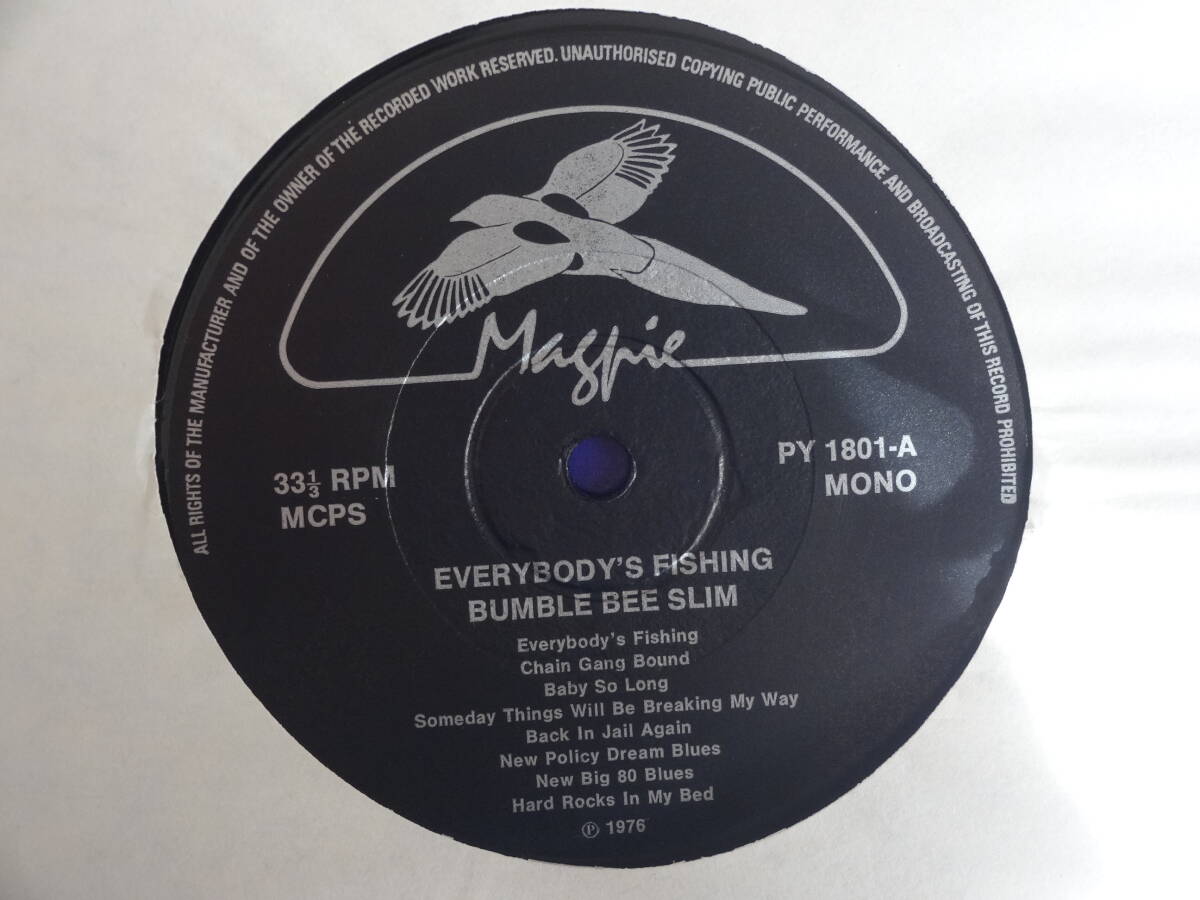 ALL RIGHTS OF THE MANUFACTURER AND OF THE OWNER OF THE RECORDED WORK RESERVED. UNAUTHORISED COPYING PUBLIC PERFORMANCE AND BROADCASTING OF THIS RECORD PROHIBITED
Magpie
33⅓ RPM
MCPS
PY 1801-A
MONO
EVERYBODY'S FISHING
BUMBLE BEE SLIM
Everybody's Fishing
Chain Gang Bound
Baby So Long
Someday Things Will Be Breaking My Way
Back In Jail Again
New Policy Dream Blues
New Big 80 Blues
Hard Rocks In My Bed
℗ 1976